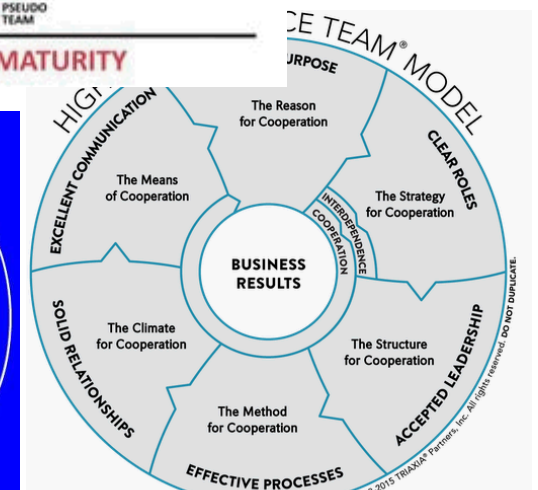 PSEUDO
TEAM
MATURITY
HIGH
CE TEAM® MODEL
URPOSE
The Reason
for Cooperation
CLEAR ROLES
The Strategy
for Cooperation
INTERDEPENDENCE
COOPERATION
EXCELLENT COMMUNICATION
The Means
of Cooperation
BUSINESS
RESULTS
SOLID RELATIONSHIPS
The Climate
for Cooperation
The Structure
for Cooperation
ACCEPTED LEADERSHIP
The Method
for Cooperation
EFFECTIVE PROCESSES
2015 TRIAXIA® Partners, Inc. All rights reserved. DO NOT DUPLICATE.